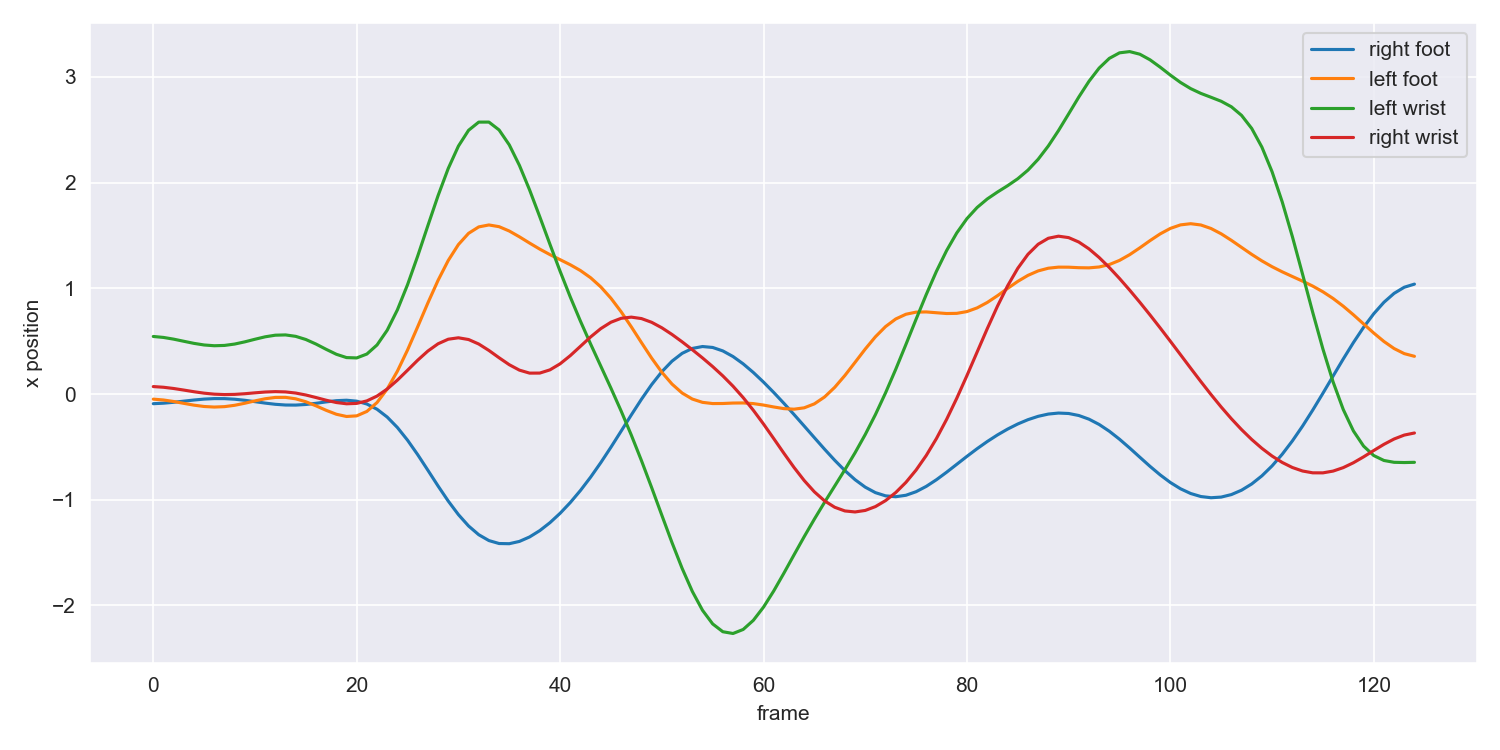 right foot
left foot
left wrist
right wrist
3
2
1
0
−1
−2
x position
0 20 40 60 80 100 120
frame